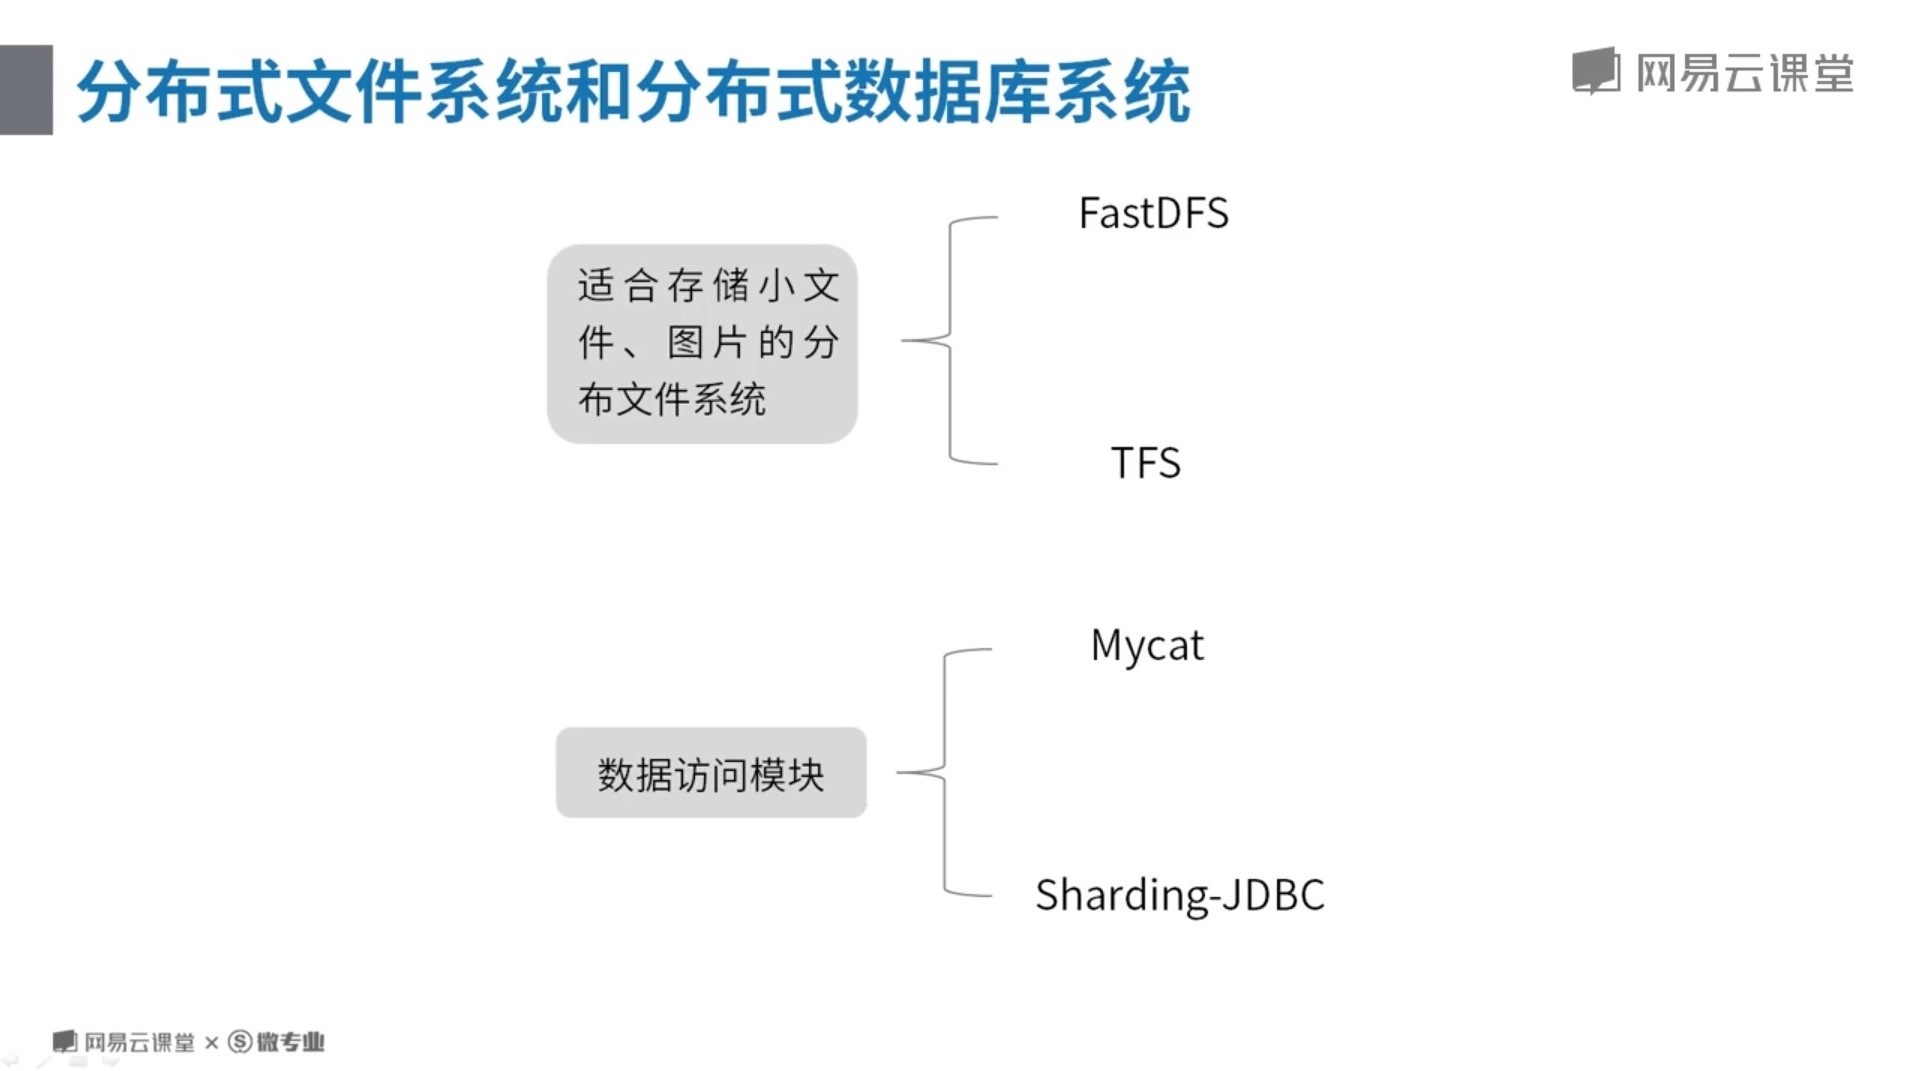 分布式文件系统和分布式数据库系统
网易云课堂
FastDFS
适合存储小文
件、图片的分
布文件系统
TFS
Mycat
数据访问模块
Sharding-JDBC
网易云课堂 × Ⓢ微专业